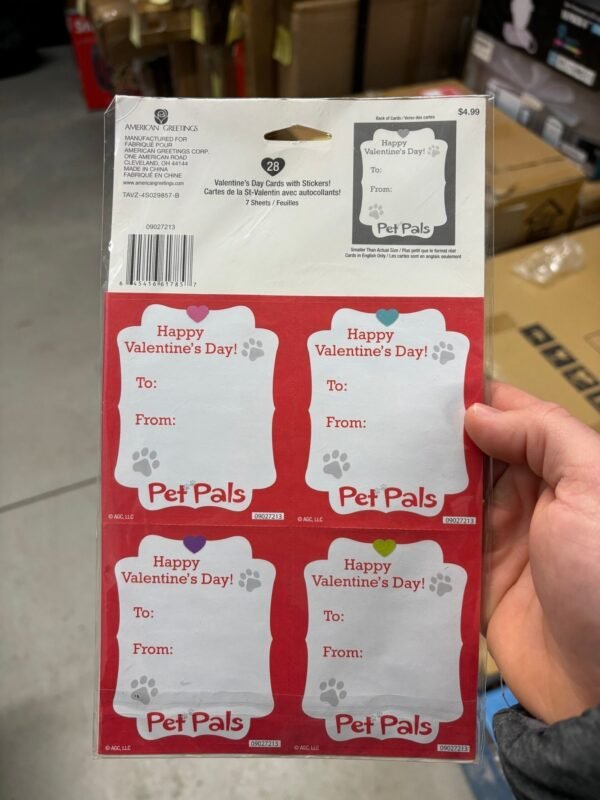 AMERICAN GREETINGS
MANUFACTURED FOR
FABRIQUÉ POUR
AMERICAN GREETINGS CORP.
ONE AMERICAN ROAD
CLEVELAND, OH 44144
MADE IN CHINA
FABRIQUÉ EN CHINE
www.americangreetings.com
TAVZ-4S029857-B
09027213
6 45416 61785 7
28
Valentine's Day Cards with Stickers!
Cartes de la St-Valentin avec autocollants!
7 Sheets / Feuilles
$4.99
Back of Cards / Verso des cartes
Happy
Valentine's Day!
To:
From:
Pet Pals
Smaller Than Actual Size / Plus petit que le format réel
Cards in English Only / Les cartes sont en anglais seulement
Happy
Valentine's Day!
To:
From:
Pet Pals
© AGC, LLC
09027213
Happy
Valentine's Day!
To:
From:
Pet Pals
© AGC, LLC
09027213
Happy
Valentine's Day!
To:
From:
Pet Pals
© AGC, LLC
09027213
Happy
Valentine's Day!
To:
From:
Pet Pals
© AGC, LLC
09027213